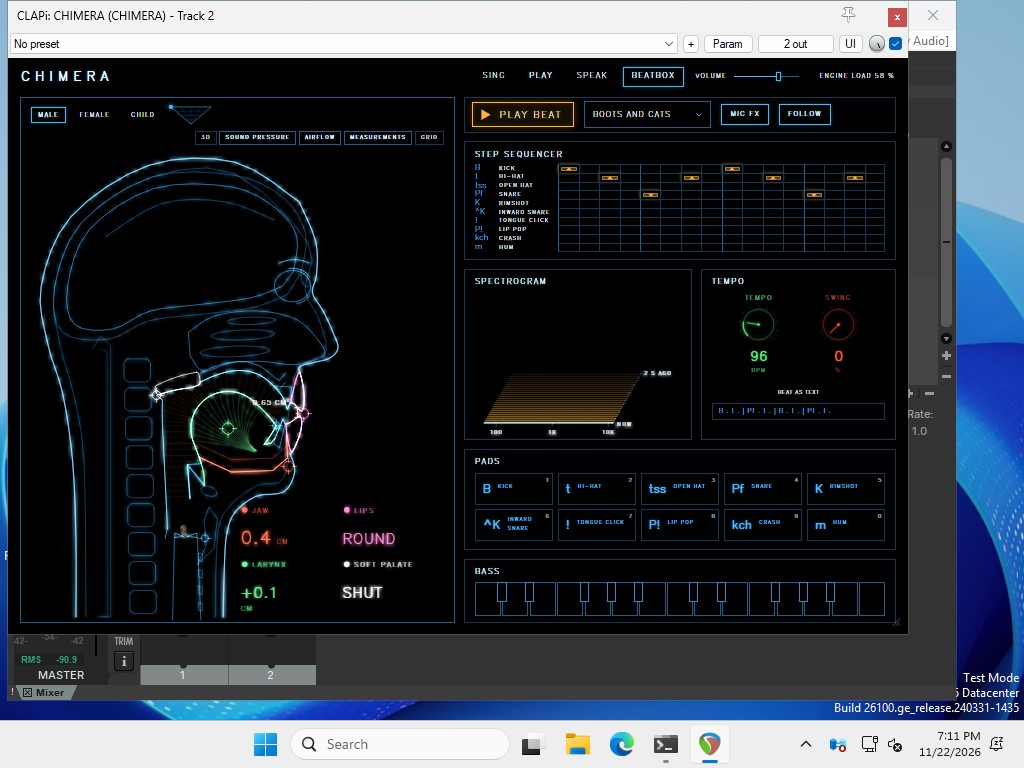 CLAPi: CHIMERA (CHIMERA) - Track 2
No preset
+
Param
2 out
UI
Audio]
CHIMERA
SING
PLAY
SPEAK
BEATBOX
VOLUME
ENGINE LOAD 58 %
MALE
FEMALE
CHILD
3D
SOUND PRESSURE
AIRFLOW
MEASUREMENTS
GRID
0.65 CM
JAW
0.4 CM
LIPS
ROUND
LARYNX
+0.1
CM
SOFT PALATE
SHUT
PLAY BEAT
BOOTS AND CATS
MIC FX
FOLLOW
STEP SEQUENCER
B KICK
t HI-HAT
tss OPEN HAT
Pf SNARE
K RIMSHOT
^K INWARD SNARE
! TONGUE CLICK
P! LIP POP
kch CRASH
m HUM
SPECTROGRAM
2 S AGO
NOW
100
1K
10K
TEMPO
TEMPO
SWING
96
0
BPM
%
BEAT AS TEXT
B.t.|Pf.t.|B.t.|Pf.t.
PADS
B KICK 1
t HI-HAT 2
tss OPEN HAT 3
Pf SNARE 4
K RIMSHOT 5
^K INWARD SNARE 6
! TONGUE CLICK 7
P! LIP POP 8
kch CRASH 9
m HUM 0
BASS
Rate:
1.0
42-
-54-
-42
RMS -90.9
MASTER
TRIM
1
2
! Mixer
Test Mode
Datacenter
Build 26100.ge_release.240331-1435
Search
7:11 PM
11/22/2026